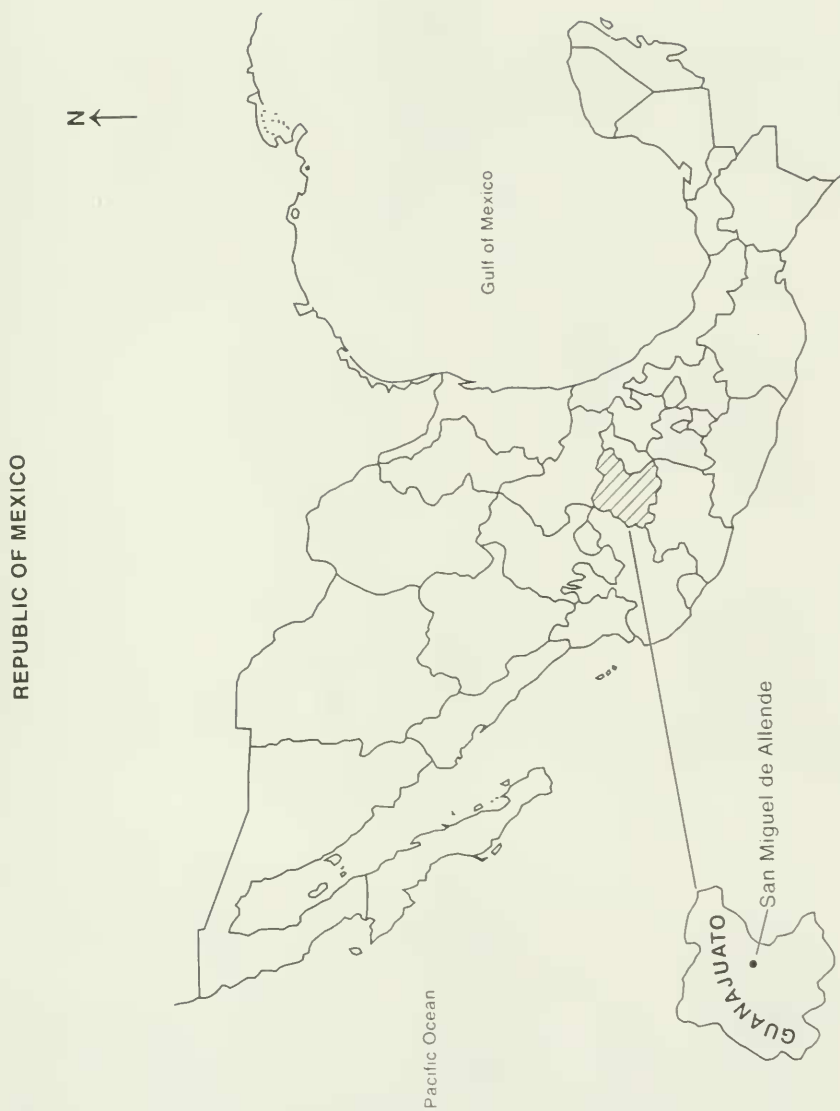 REPUBLIC OF MEXICO
N
Gulf of Mexico
Pacific Ocean
GUANAJUATO
San Miguel de Allende